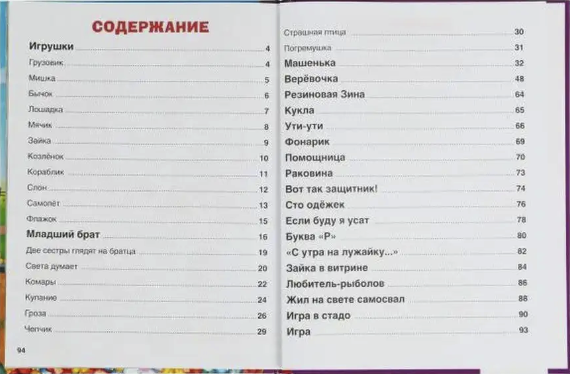 СОДЕРЖАНИЕ
Игрушки 4
Грузовик 4
Мишка 5
Бычок 6
Лошадка 7
Мячик 8
Зайка 9
Козлёнок 10
Кораблик 11
Слон 12
Самолёт 13
Флажок 15
Младший брат 16
Две сестры глядят на братца 19
Света думает 20
Комары 22
Купание 24
Гроза 26
Чепчик 29
94
Страшная птица 30
Погремушка 31
Машенька 32
Верёвочка 48
Резиновая Зина 64
Кукла 65
Ути-ути 66
Фонарик 69
Помощница 70
Раковина 73
Вот так защитник! 74
Сто одёжек 76
Если буду я усат 78
Буква «Р» 80
«С утра на лужайку...» 82
Зайка в витрине 84
Любитель-рыболов 86
Жил на свете самосвал 88
Игра в стадо 90
Игра 93